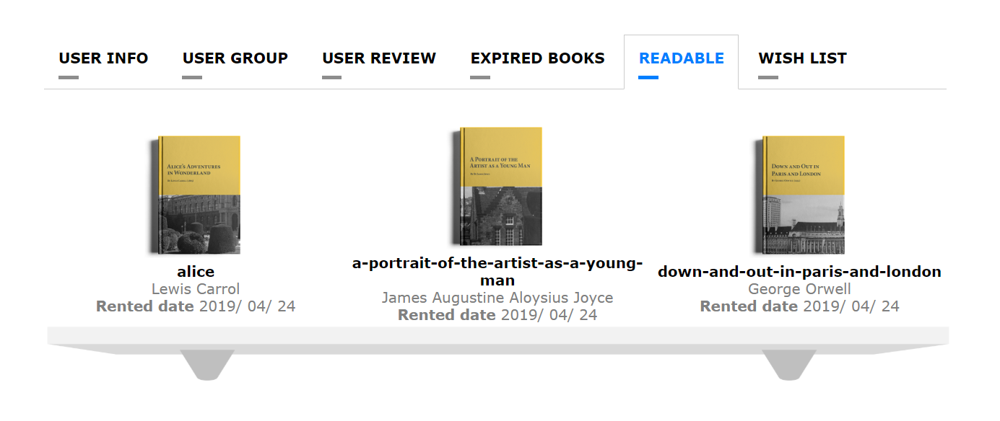 USER INFO USER GROUP USER REVIEW EXPIRED BOOKS READABLE WISH LIST
ALICE'S ADVENTURES
IN WONDERLAND
A PORTRAIT OF THE
ARTIST AS A YOUNG MAN
DOWN AND OUT IN
PARIS AND LONDON
alice
Lewis Carrol
Rented date 2019/ 04/ 24
a-portrait-of-the-artist-as-a-young-
man
James Augustine Aloysius Joyce
Rented date 2019/ 04/ 24
down-and-out-in-paris-and-london
George Orwell
Rented date 2019/ 04/ 24